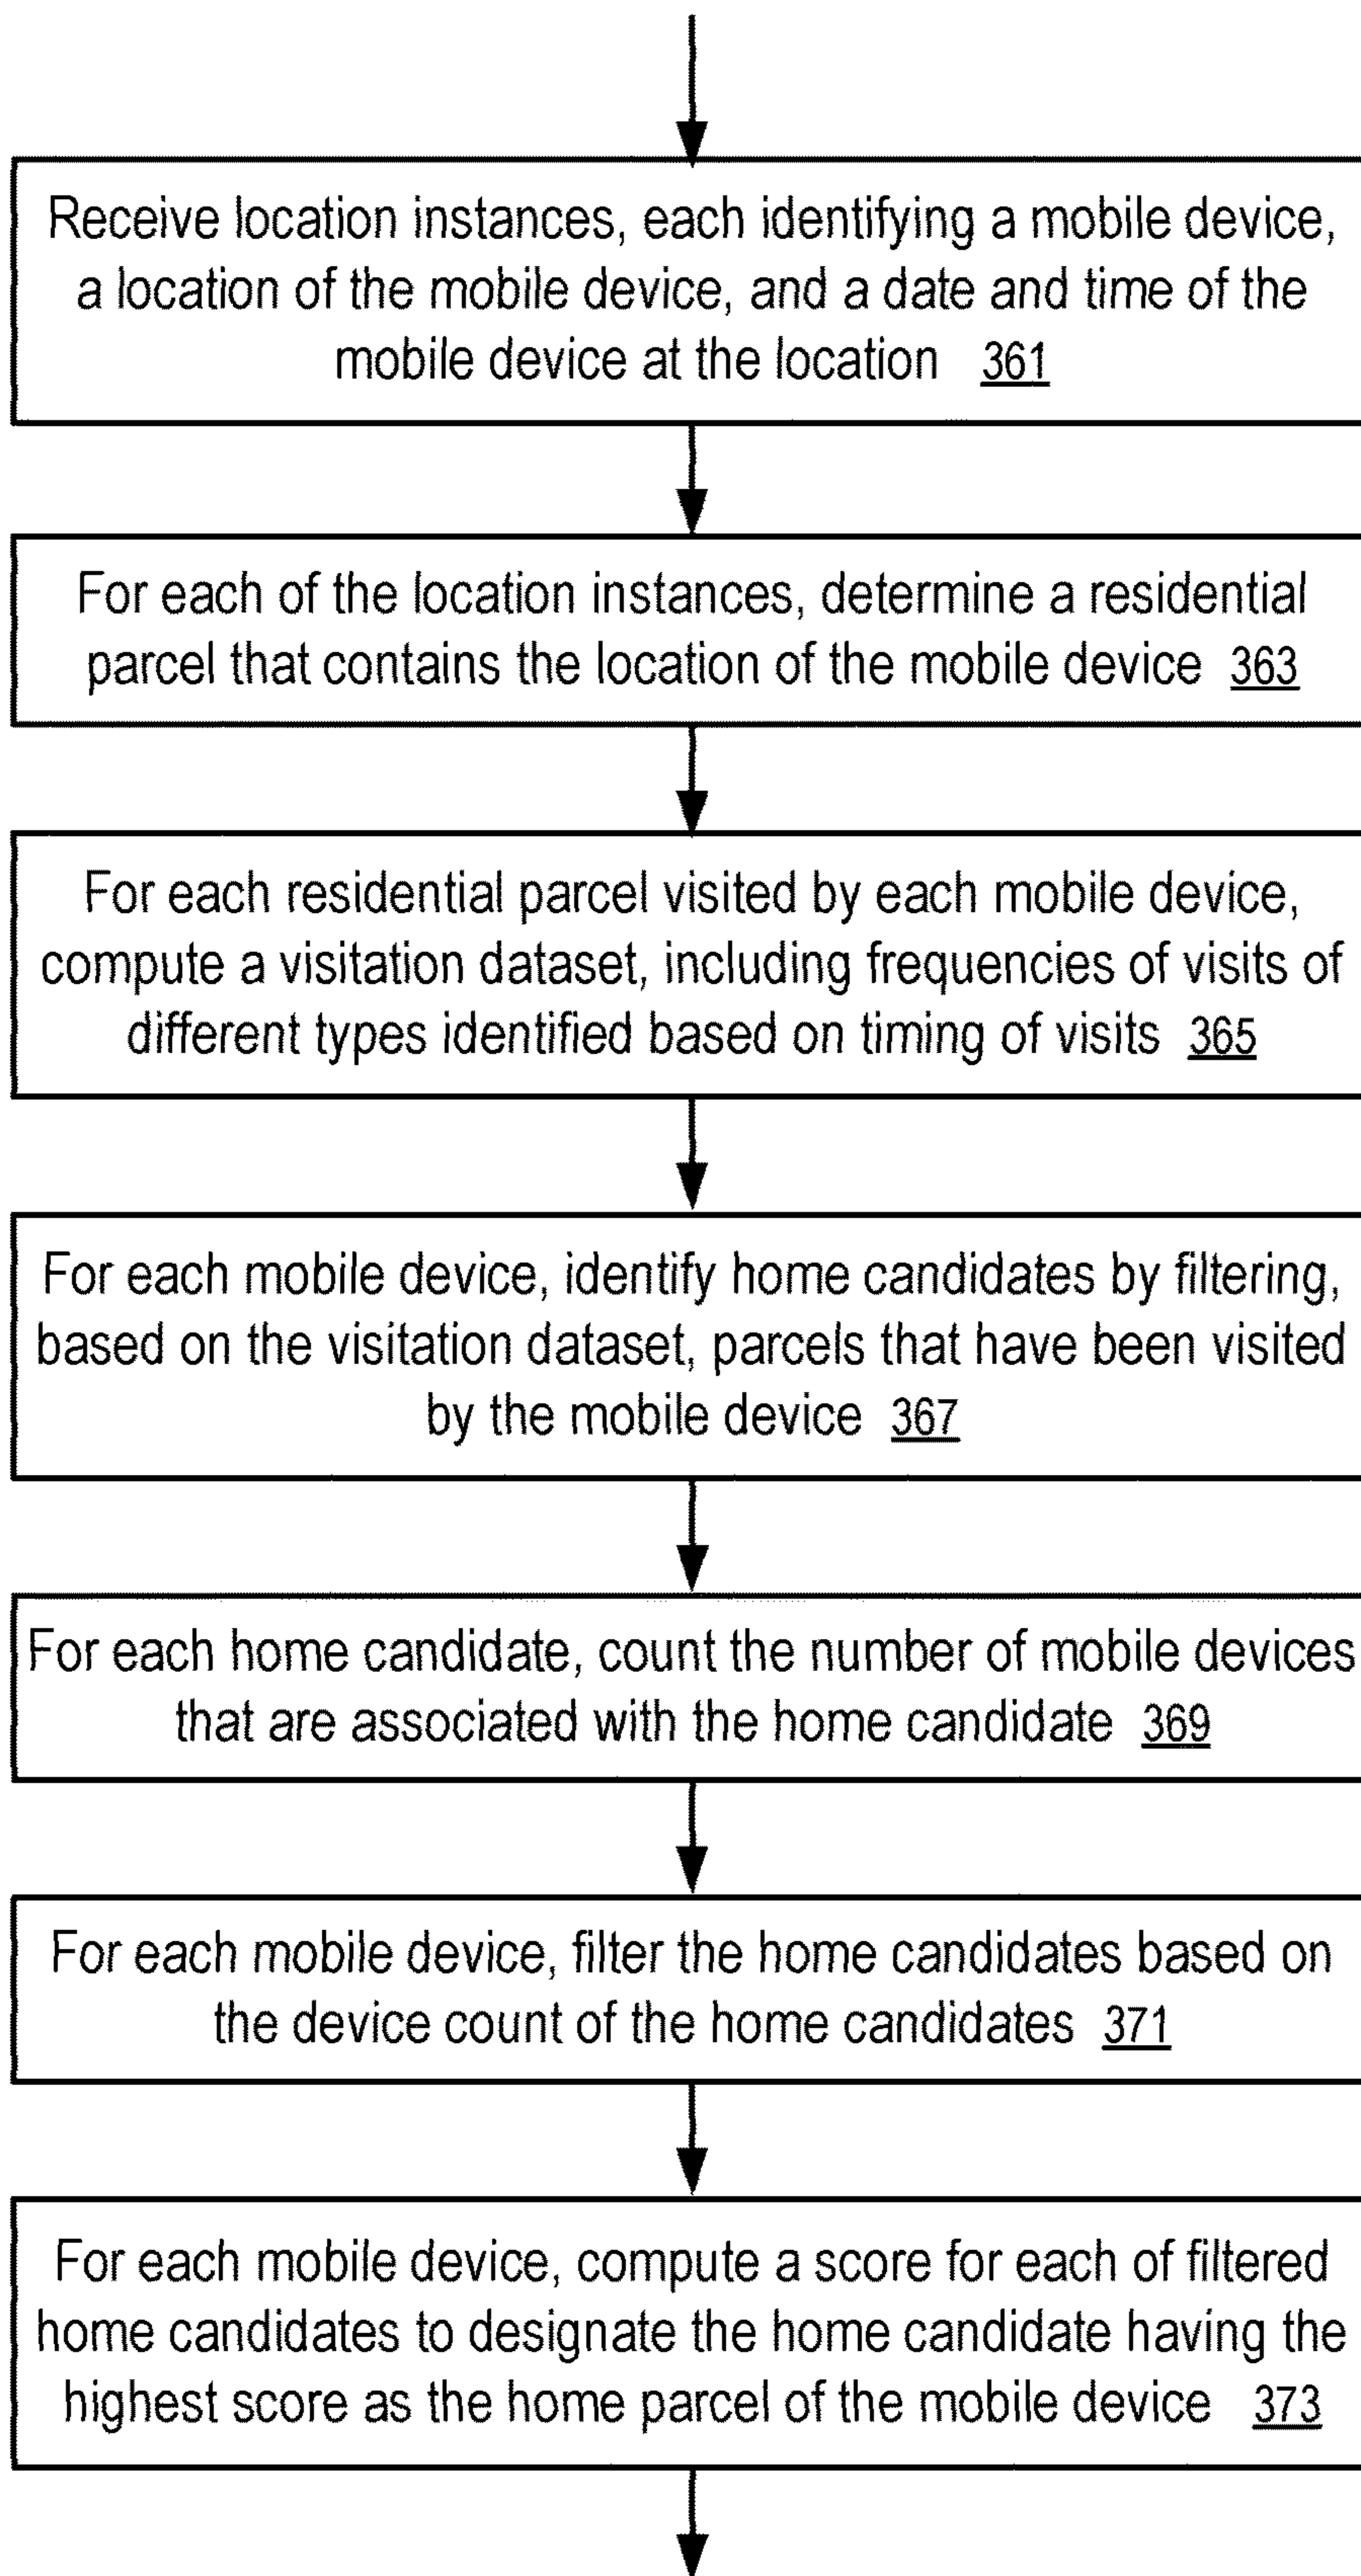 Receive location instances, each identifying a mobile device,
a location of the mobile device, and a date and time of the
mobile device at the location 361
For each of the location instances, determine a residential
parcel that contains the location of the mobile device 363
For each residential parcel visited by each mobile device,
compute a visitation dataset, including frequencies of visits of
different types identified based on timing of visits 365
For each mobile device, identify home candidates by filtering,
based on the visitation dataset, parcels that have been visited
by the mobile device 367
For each home candidate, count the number of mobile devices
that are associated with the home candidate 369
For each mobile device, filter the home candidates based on
the device count of the home candidates 371
For each mobile device, compute a score for each of filtered
home candidates to designate the home candidate having the
highest score as the home parcel of the mobile device 373